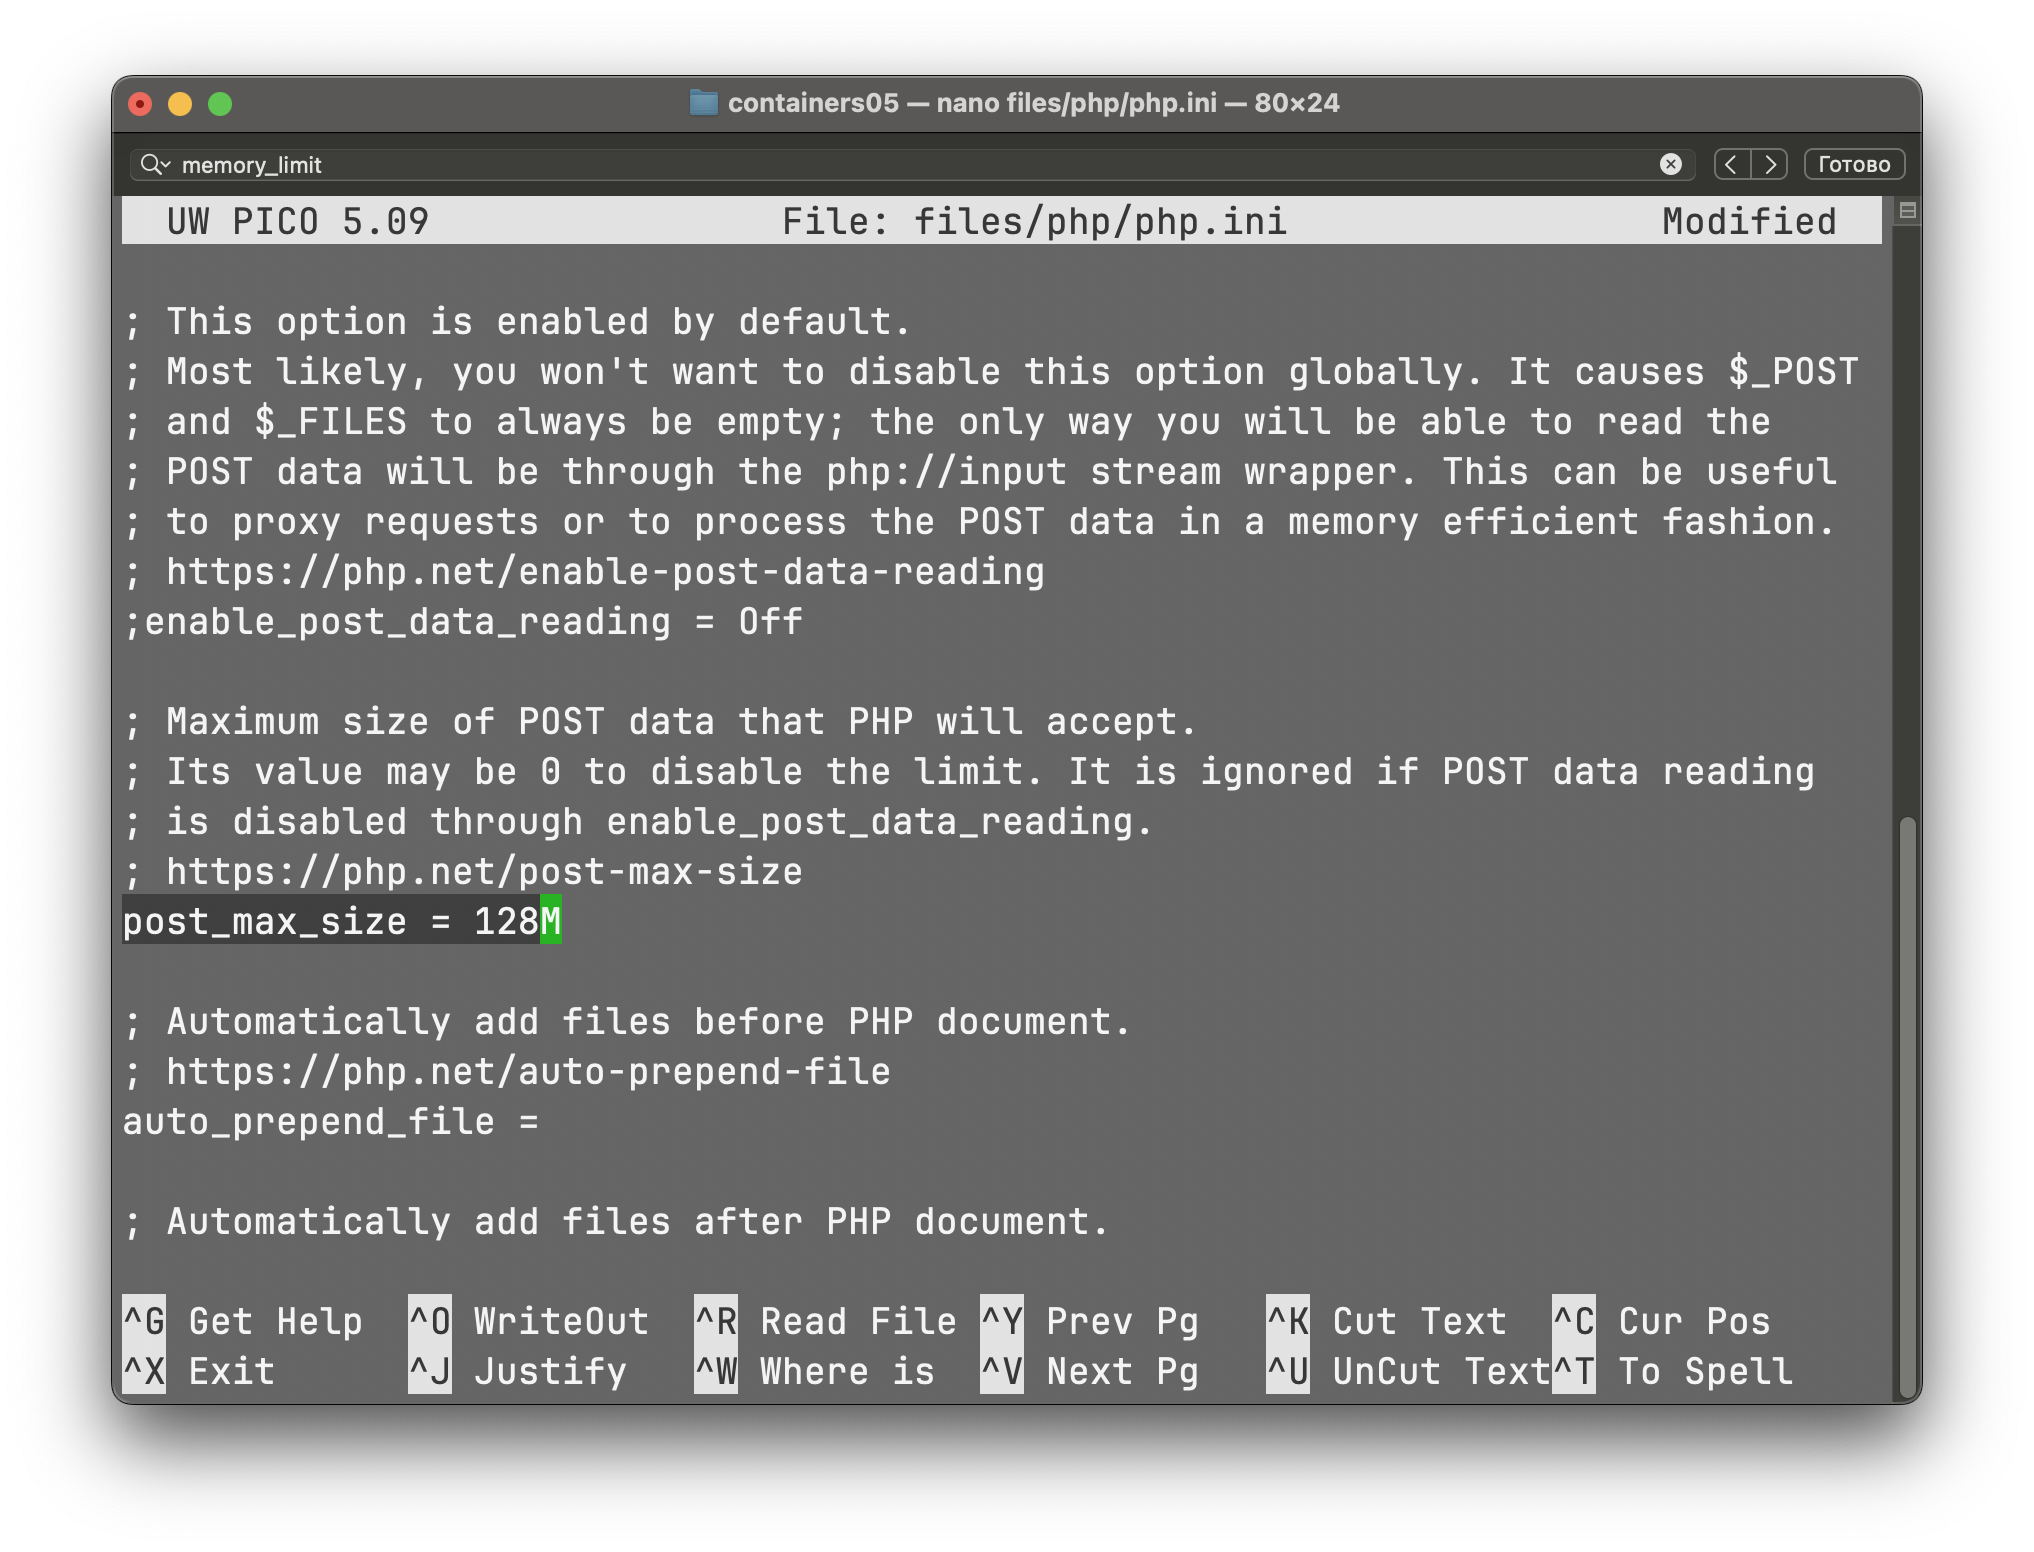 containers05 — nano files/php/php.ini — 80×24
memory_limit
Готово
UW PICO 5.09 File: files/php/php.ini Modified
; This option is enabled by default.
; Most likely, you won't want to disable this option globally. It causes $_POST
; and $_FILES to always be empty; the only way you will be able to read the
; POST data will be through the php://input stream wrapper. This can be useful
; to proxy requests or to process the POST data in a memory efficient fashion.
; https://php.net/enable-post-data-reading
;enable_post_data_reading = Off
; Maximum size of POST data that PHP will accept.
; Its value may be 0 to disable the limit. It is ignored if POST data reading
; is disabled through enable_post_data_reading.
; https://php.net/post-max-size
post_max_size = 128M
; Automatically add files before PHP document.
; https://php.net/auto-prepend-file
auto_prepend_file =
; Automatically add files after PHP document.
^G Get Help ^O WriteOut ^R Read File ^Y Prev Pg ^K Cut Text ^C Cur Pos
^X Exit ^J Justify ^W Where is ^V Next Pg ^U UnCut Text ^T To Spell